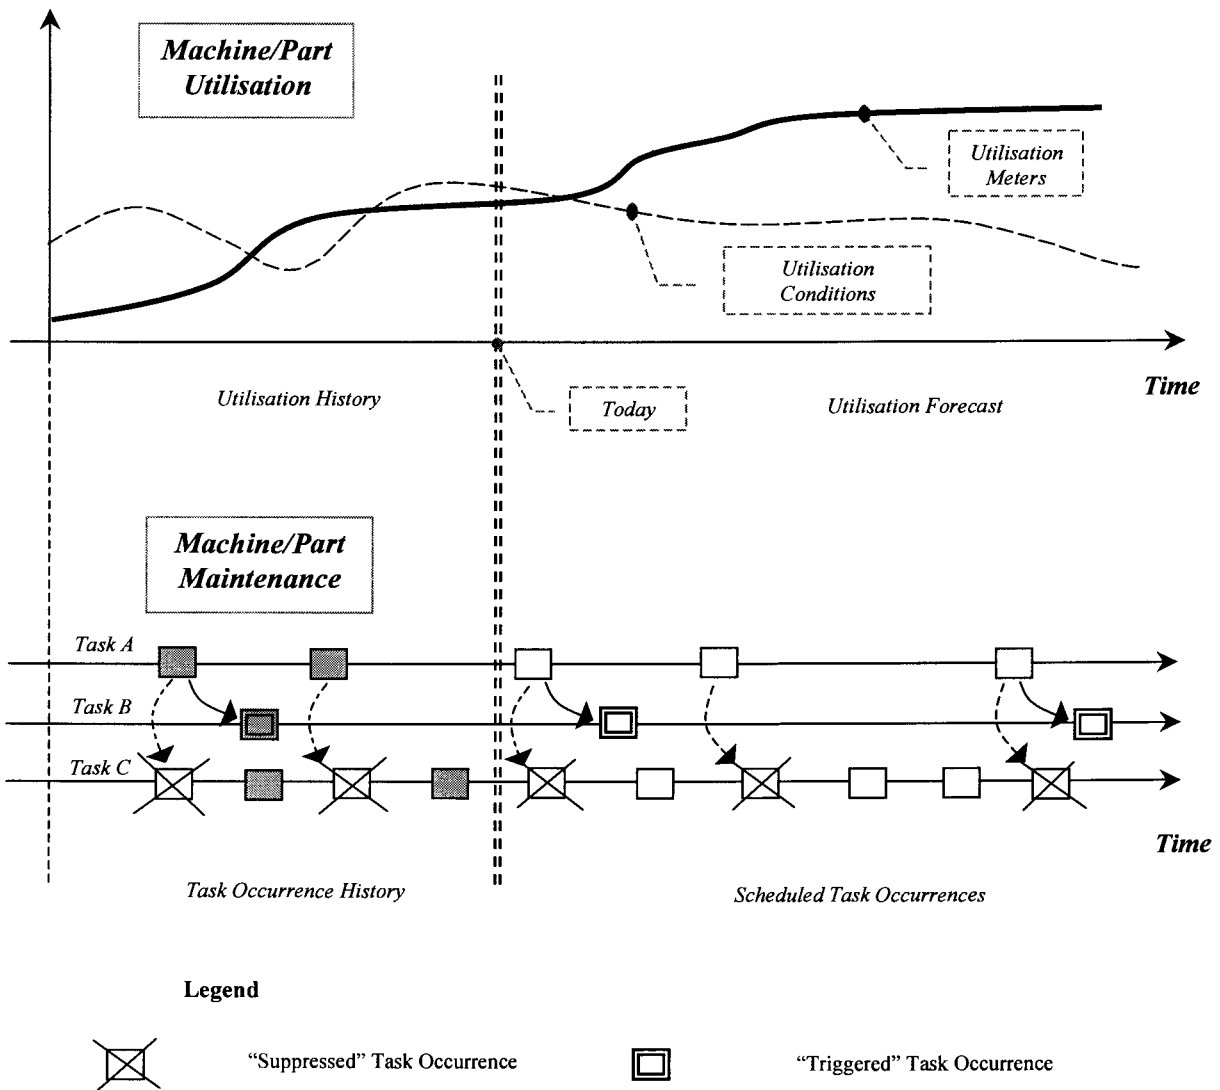 Machine/Part
Utilisation
Utilisation
Meters
Utilisation
Conditions
Time
Utilisation History
Today
Utilisation Forecast
Machine/Part
Maintenance
Task A
Task B
Task C
Time
Task Occurrence History
Scheduled Task Occurrences
Legend
“Suppressed” Task Occurrence
“Triggered” Task Occurrence